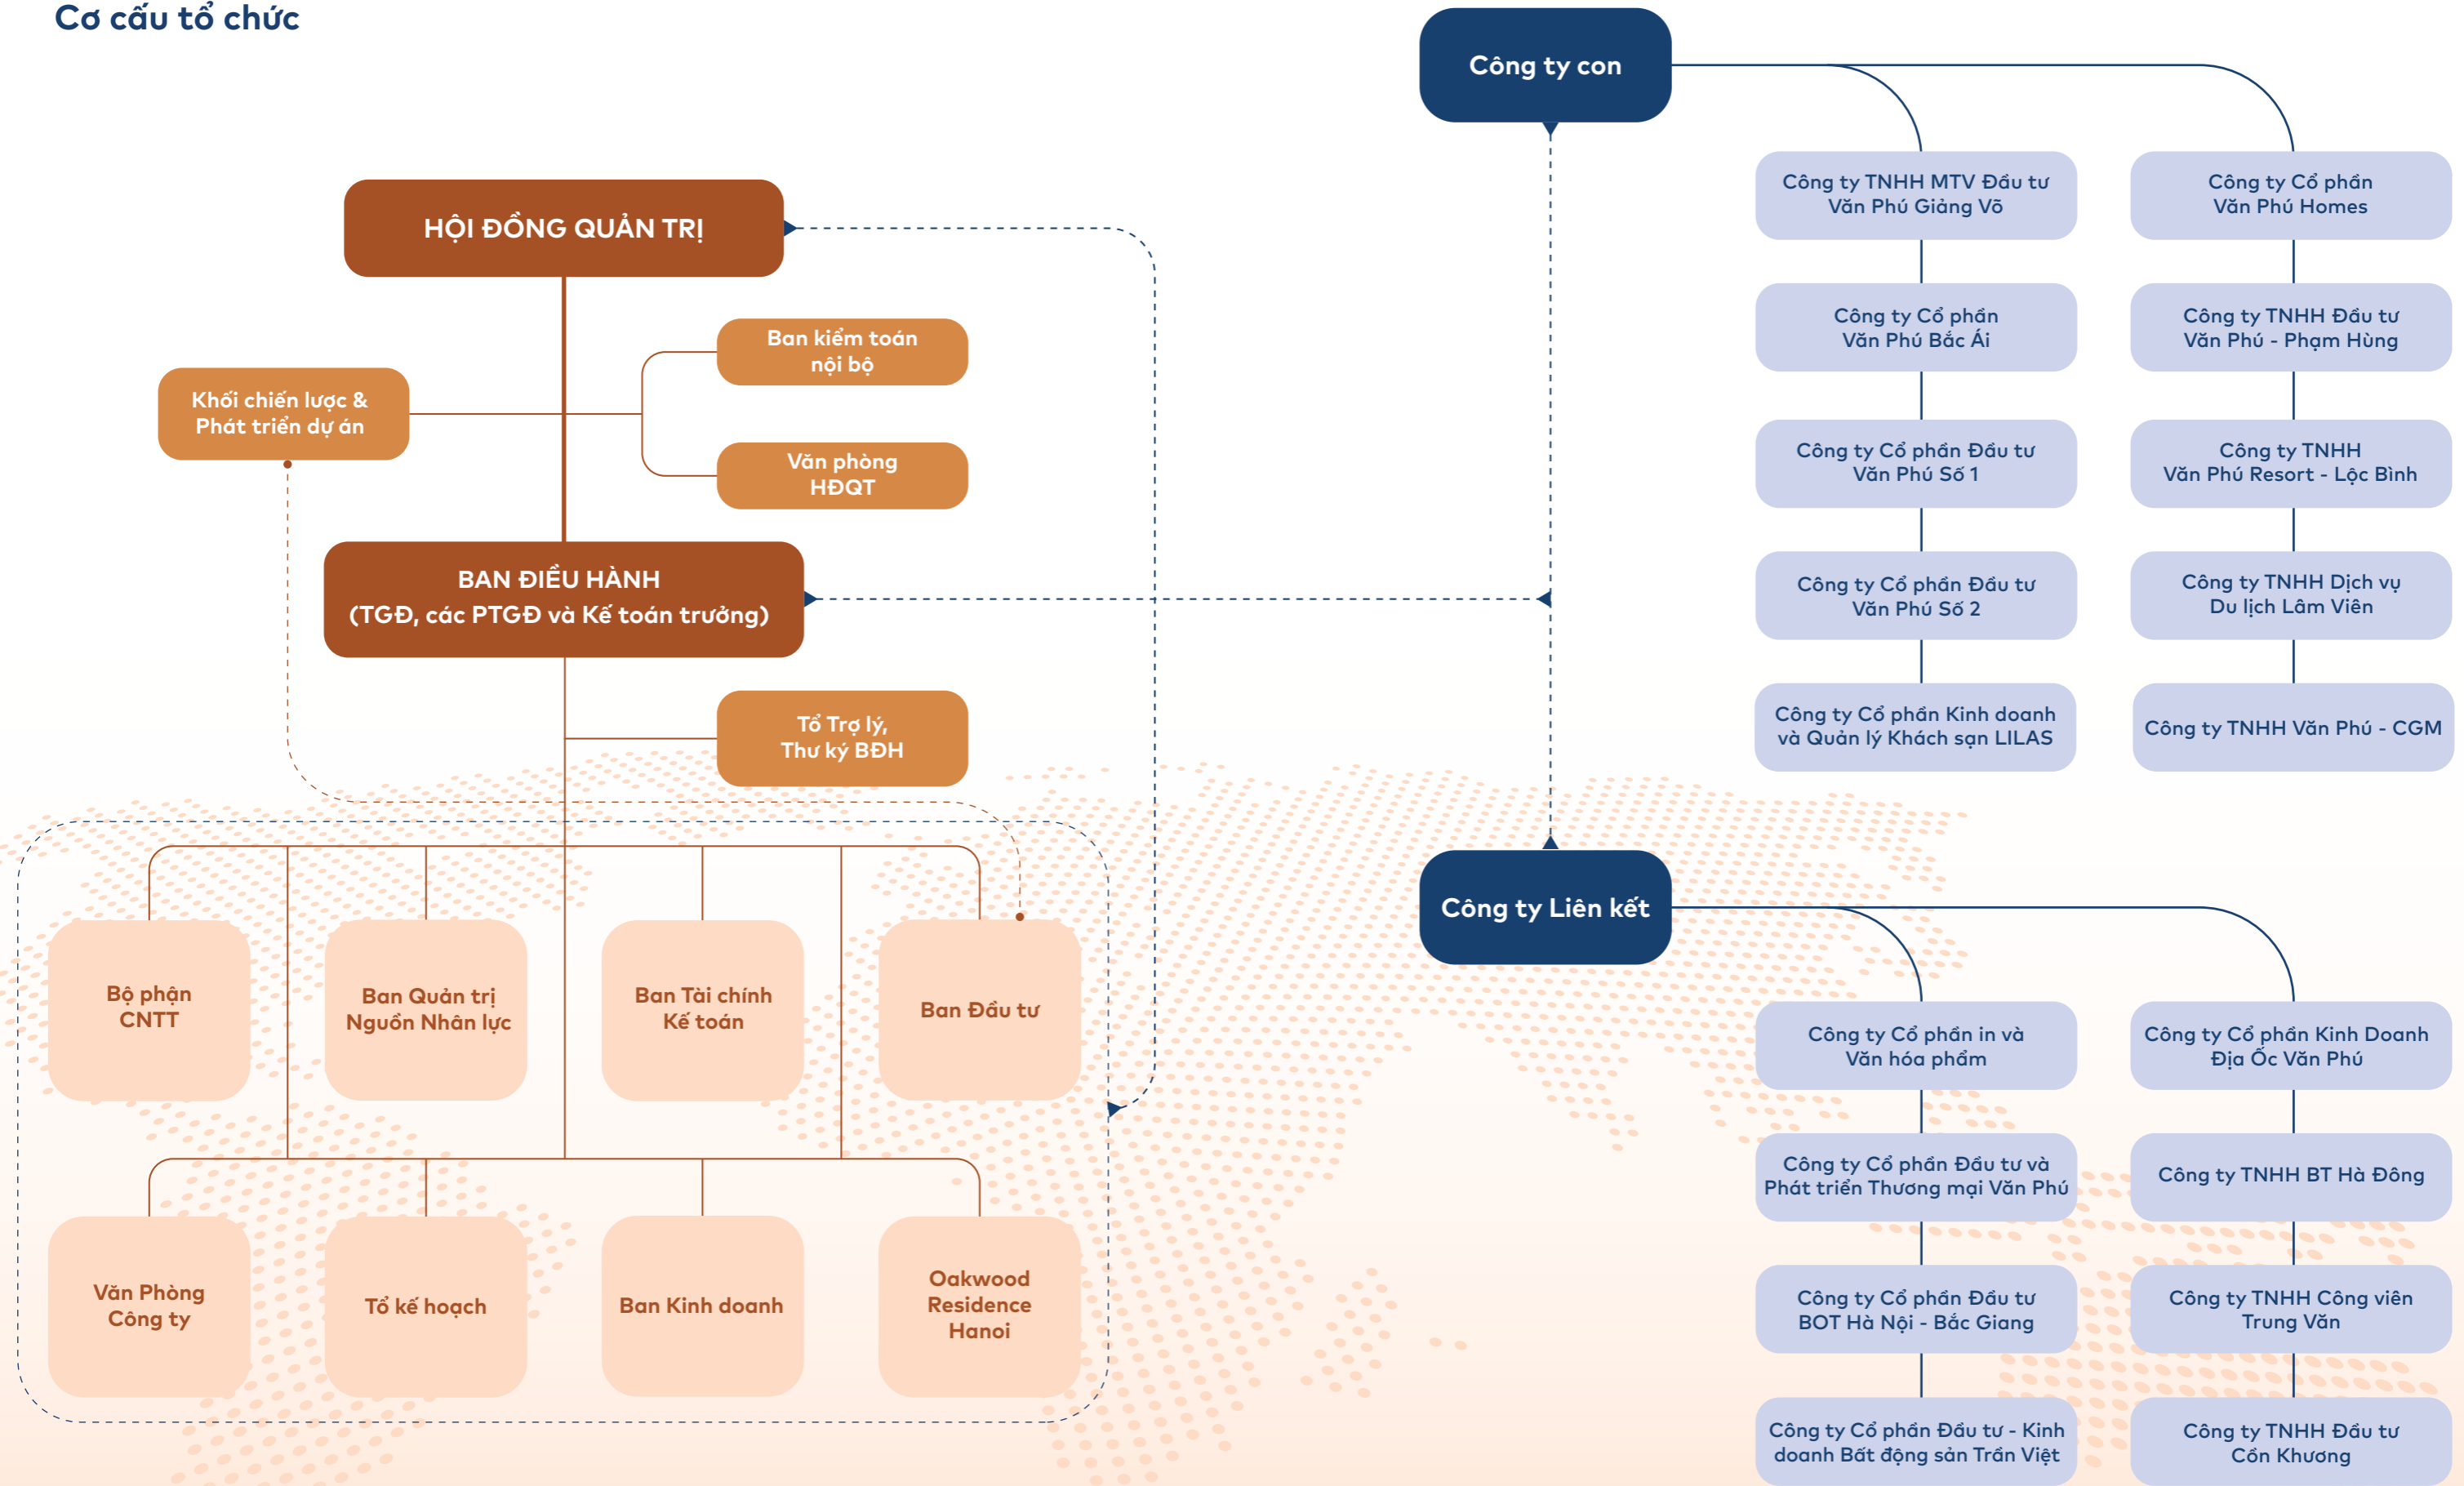 Cơ cấu tổ chức
HỘI ĐỒNG QUẢN TRỊ
Ban kiểm toán
nội bộ
Khối chiến lược &
Phát triển dự án
Văn phòng
HĐQT
BAN ĐIỀU HÀNH
(TGĐ, các PTGĐ và Kế toán trưởng)
Tổ Trợ lý,
Thư ký BĐH
Bộ phận
CNTT
Ban Quản trị
Nguồn Nhân lực
Ban Tài chính
Kế toán
Ban Đầu tư
Văn Phòng
Công ty
Tổ kế hoạch
Ban Kinh doanh
Oakwood
Residence
Hanoi
Công ty con
Công ty TNHH MTV Đầu tư
Văn Phú Giảng Võ
Công ty Cổ phần
Văn Phú Bắc Ái
Công ty Cổ phần Đầu tư
Văn Phú Số 1
Công ty Cổ phần Đầu tư
Văn Phú Số 2
Công ty Cổ phần Kinh doanh
và Quản lý Khách sạn LILAS
Công ty Cổ phần
Văn Phú Homes
Công ty TNHH Đầu tư
Văn Phú - Phạm Hùng
Công ty TNHH
Văn Phú Resort - Lộc Bình
Công ty TNHH Dịch vụ
Du lịch Lâm Viên
Công ty TNHH Văn Phú - CGM
Công ty Liên kết
Công ty Cổ phần in và
Văn hóa phẩm
Công ty Cổ phần Đầu tư và
Phát triển Thương mại Văn Phú
Công ty Cổ phần Đầu tư
BOT Hà Nội - Bắc Giang
Công ty Cổ phần Đầu tư - Kinh
doanh Bất động sản Trần Việt
Công ty Cổ phần Kinh Doanh
Địa Ốc Văn Phú
Công ty TNHH BT Hà Đông
Công ty TNHH Công viên
Trung Văn
Công ty TNHH Đầu tư
Cồn Khương